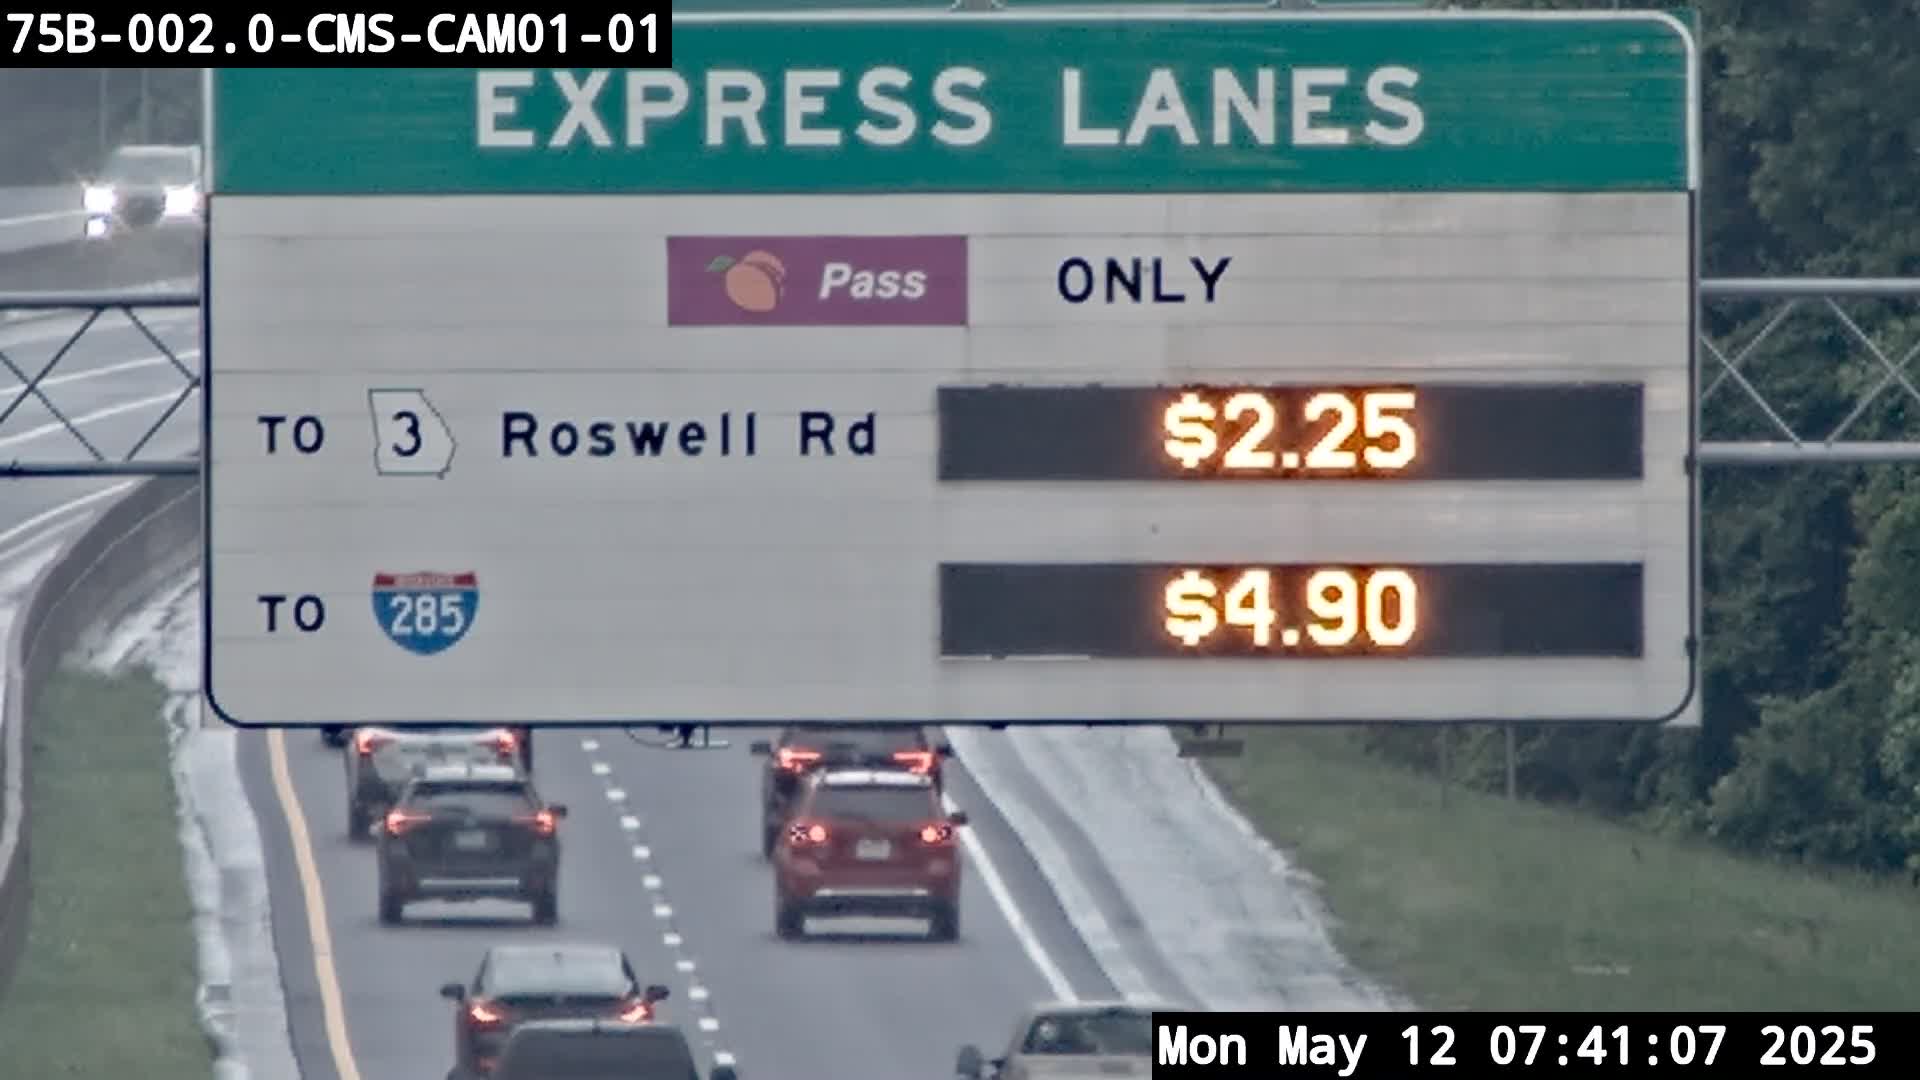 75B-002.0-CMS-CAM01-01
EXPRESS LANES
Pass ONLY
TO 3 Roswell Rd $2.25
TO 285 $4.90
Mon May 12 07:41:07 2025